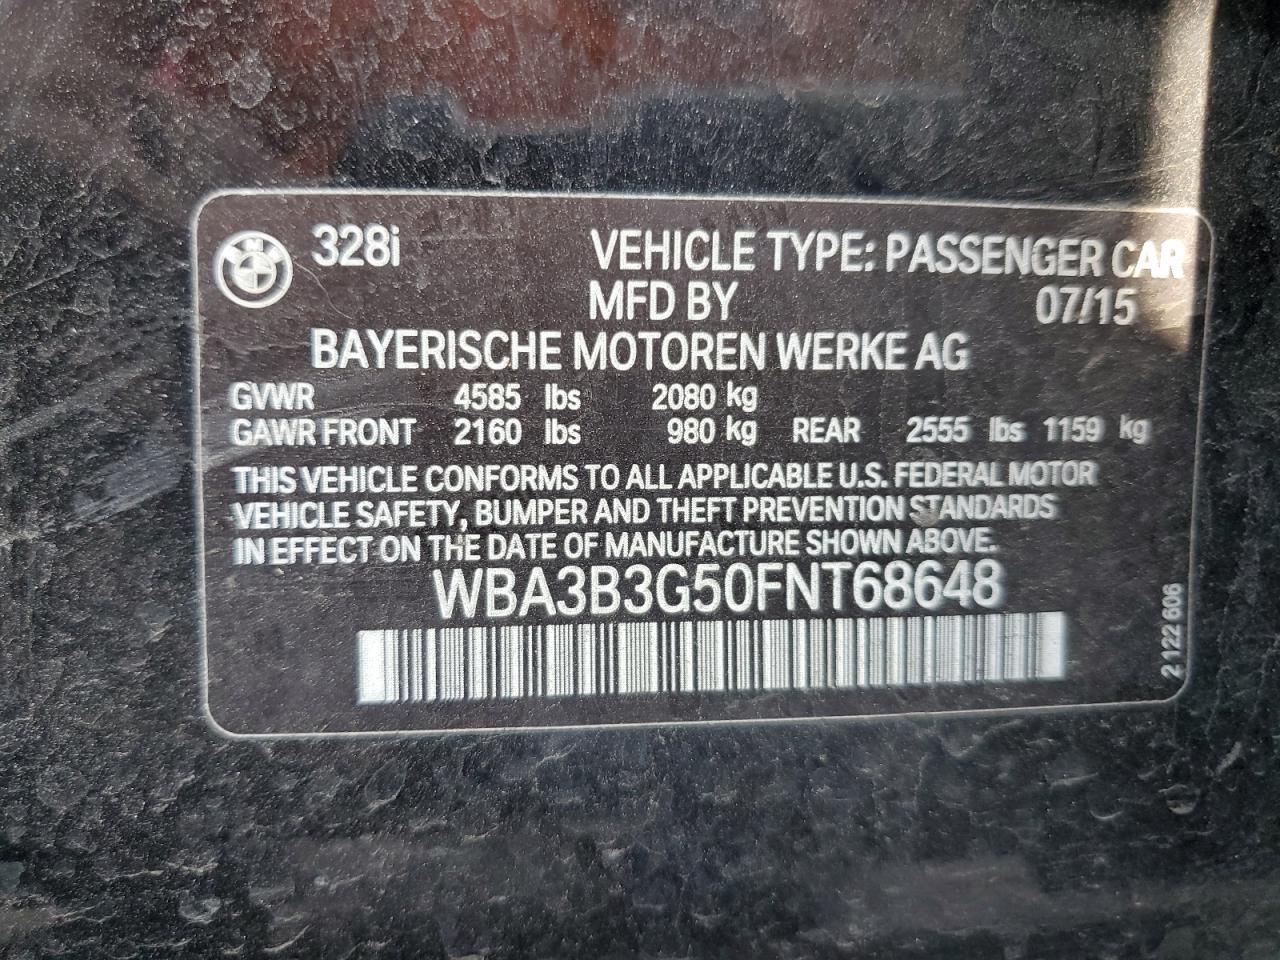 328i VEHICLE TYPE: PASSENGER CAR
MFD BY 07/15
BAYERISCHE MOTOREN WERKE AG
GVWR 4585 lbs 2080 kg
GAWR FRONT 2160 lbs 980 kg REAR 2555 lbs 1159 kg
THIS VEHICLE CONFORMS TO ALL APPLICABLE U.S. FEDERAL MOTOR
VEHICLE SAFETY, BUMPER AND THEFT PREVENTION STANDARDS
IN EFFECT ON THE DATE OF MANUFACTURE SHOWN ABOVE.
WBA3B3G50FNT68648
2 122 606